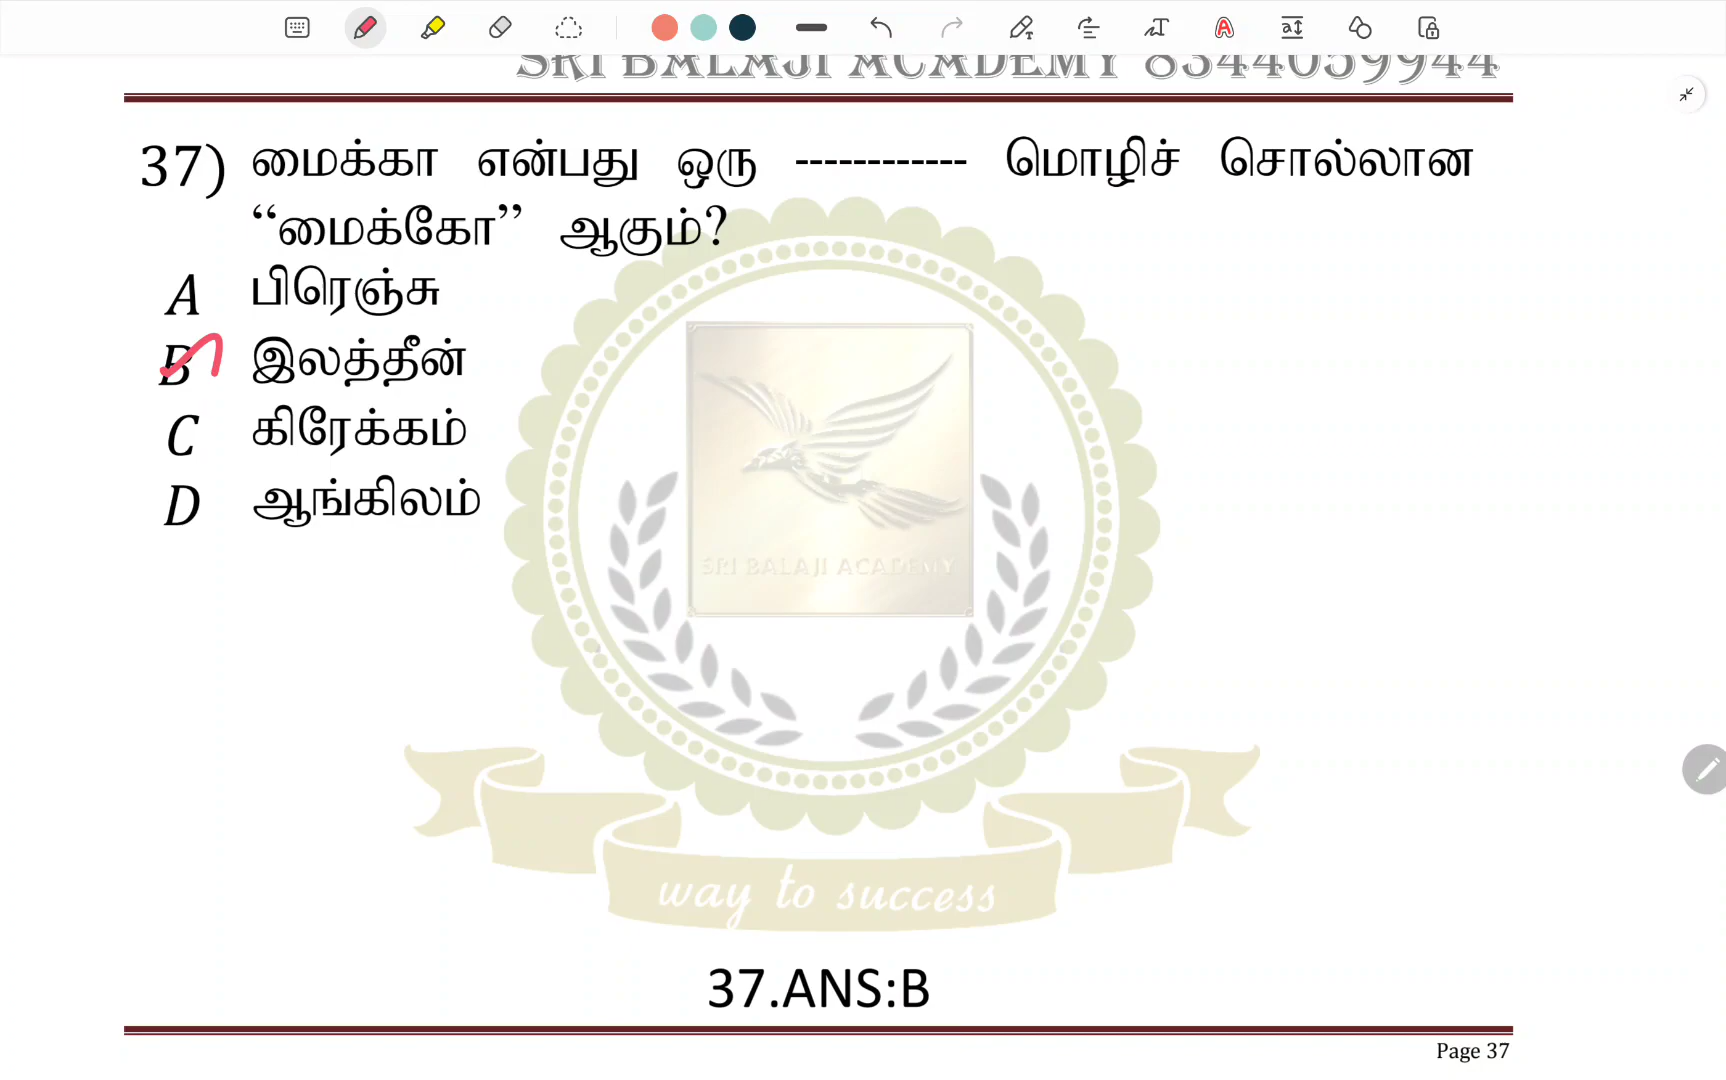 SRI BALAJI ACADEMY 8344059944
37) மைக்கா என்பது ஒரு ------------ மொழிச் சொல்லான
“மைக்கோ” ஆகும்?
A பிரெஞ்சு
B இலத்தீன்
C கிரேக்கம்
D ஆங்கிலம்
SRI BALAJI ACADEMY
way to success
37.ANS:B
Page 37